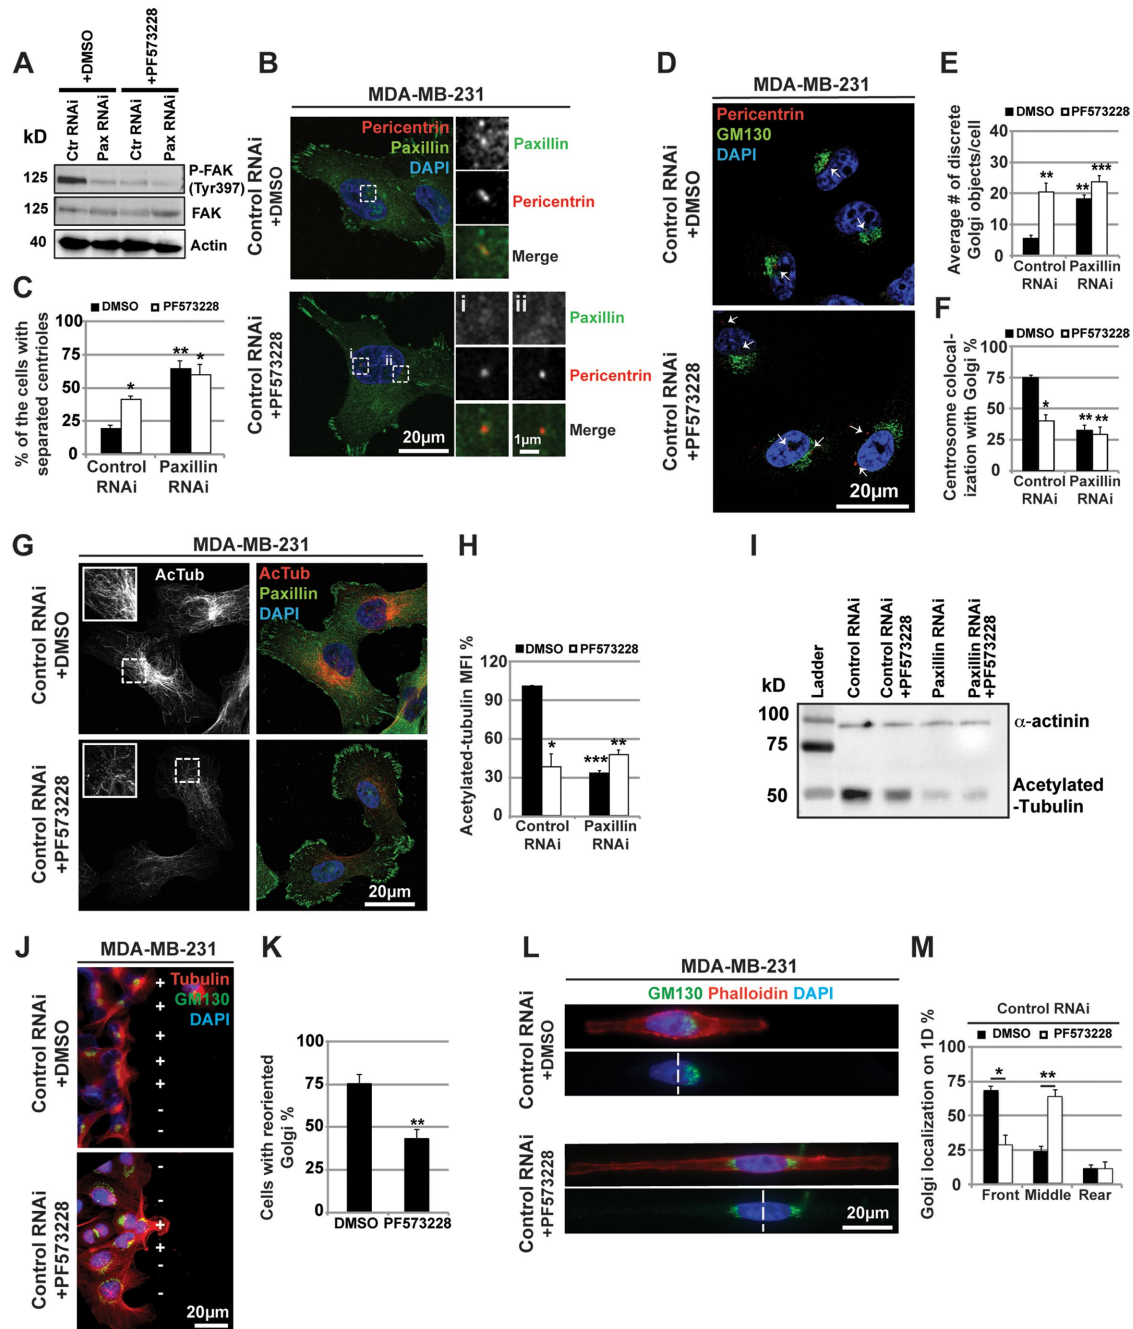 A
+DMSO
+PF573228
kD
Ctr RNAi
Pax RNAi
Ctr RNAi
Pax RNAi
125
P-FAK
(Tyr397)
125
FAK
40
Actin
B
MDA-MB-231
Control RNAi
+DMSO
Pericentrin
Paxillin
DAPI
Paxillin
Pericentrin
Merge
Control RNAi
+PF573228
i
ii
i
ii
Paxillin
Pericentrin
Merge
20µm
1µm
C
DMSO
PF573228
% of the cells with
separated centrioles
100
75
50
25
0
*
**
*
Control
RNAi
Paxillin
RNAi
D
MDA-MB-231
Control RNAi
+DMSO
Pericentrin
GM130
DAPI
Control RNAi
+PF573228
20µm
E
DMSO
PF573228
Average # of discrete
Golgi objects/cell
40
30
20
10
0
**
**
***
Control
RNAi
Paxillin
RNAi
F
DMSO
PF573228
Centrosome colocal-
ization with Golgi %
100
75
50
25
0
*
**
**
Control
RNAi
Paxillin
RNAi
G
MDA-MB-231
Control RNAi
+DMSO
AcTub
AcTub
Paxillin
DAPI
Control RNAi
+PF573228
20µm
H
DMSO
PF573228
Acetylated-tubulin MFI %
120
90
60
30
0
*
***
**
Control
RNAi
Paxillin
RNAi
I
kD
Ladder
Control RNAi
Control RNAi
+PF573228
Paxillin RNAi
Paxillin RNAi
+PF573228
100
75
50
α-actinin
Acetylated
-Tubulin
J
MDA-MB-231
Control RNAi
+DMSO
Tubulin
GM130
DAPI
+
+
+
+
+
-
-
Control RNAi
+PF573228
-
-
+
+
-
-
20µm
K
Cells with reoriented
Golgi %
100
75
50
25
0
**
DMSO
PF573228
L
MDA-MB-231
GM130 Phalloidin DAPI
Control RNAi
+DMSO
Control RNAi
+PF573228
20µm
M
Control RNAi
DMSO
PF573228
Golgi localization on 1D %
100
75
50
25
0
*
**
Front
Middle
Rear